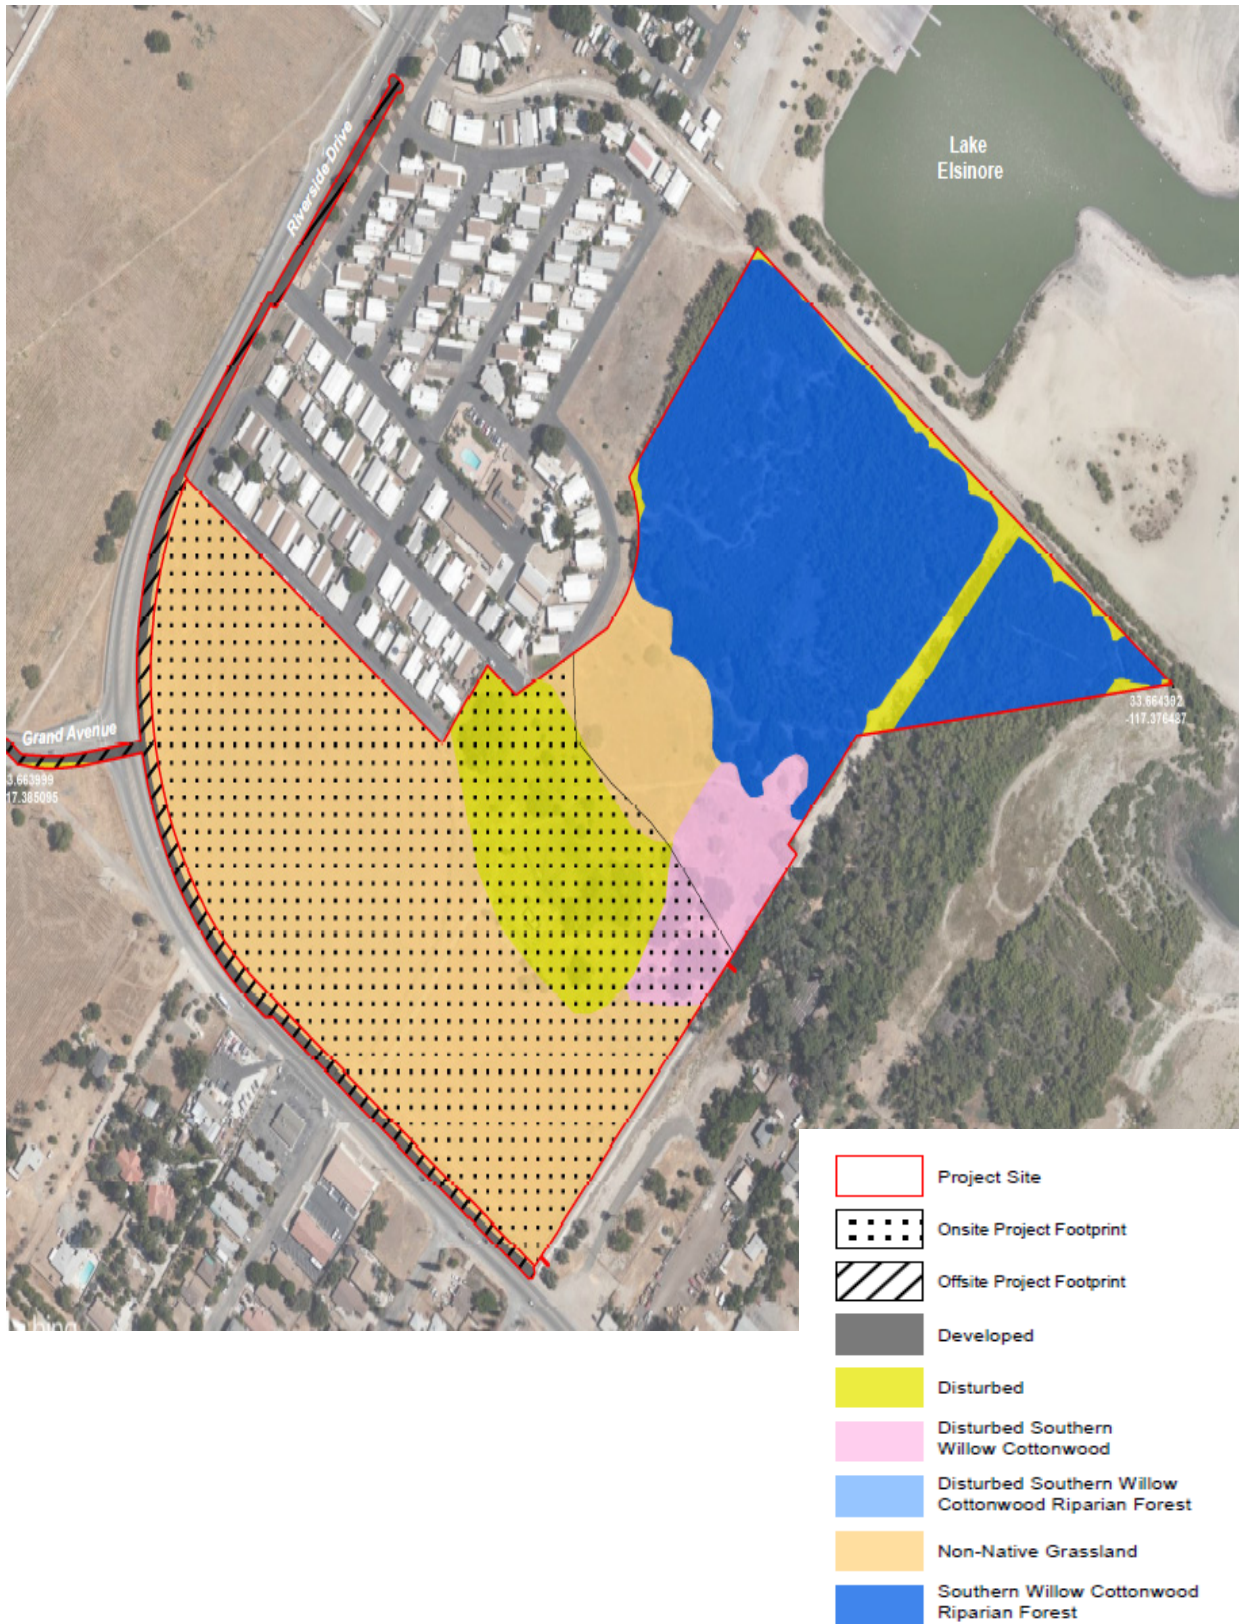 Lake
Elsinore
Riverside Drive
Grand Avenue
3.663999
17.385095
33.664392
-117.376487
bing
Project Site
Onsite Project Footprint
Offsite Project Footprint
Developed
Disturbed
Disturbed Southern
Willow Cottonwood
Disturbed Southern Willow
Cottonwood Riparian Forest
Non-Native Grassland
Southern Willow Cottonwood
Riparian Forest